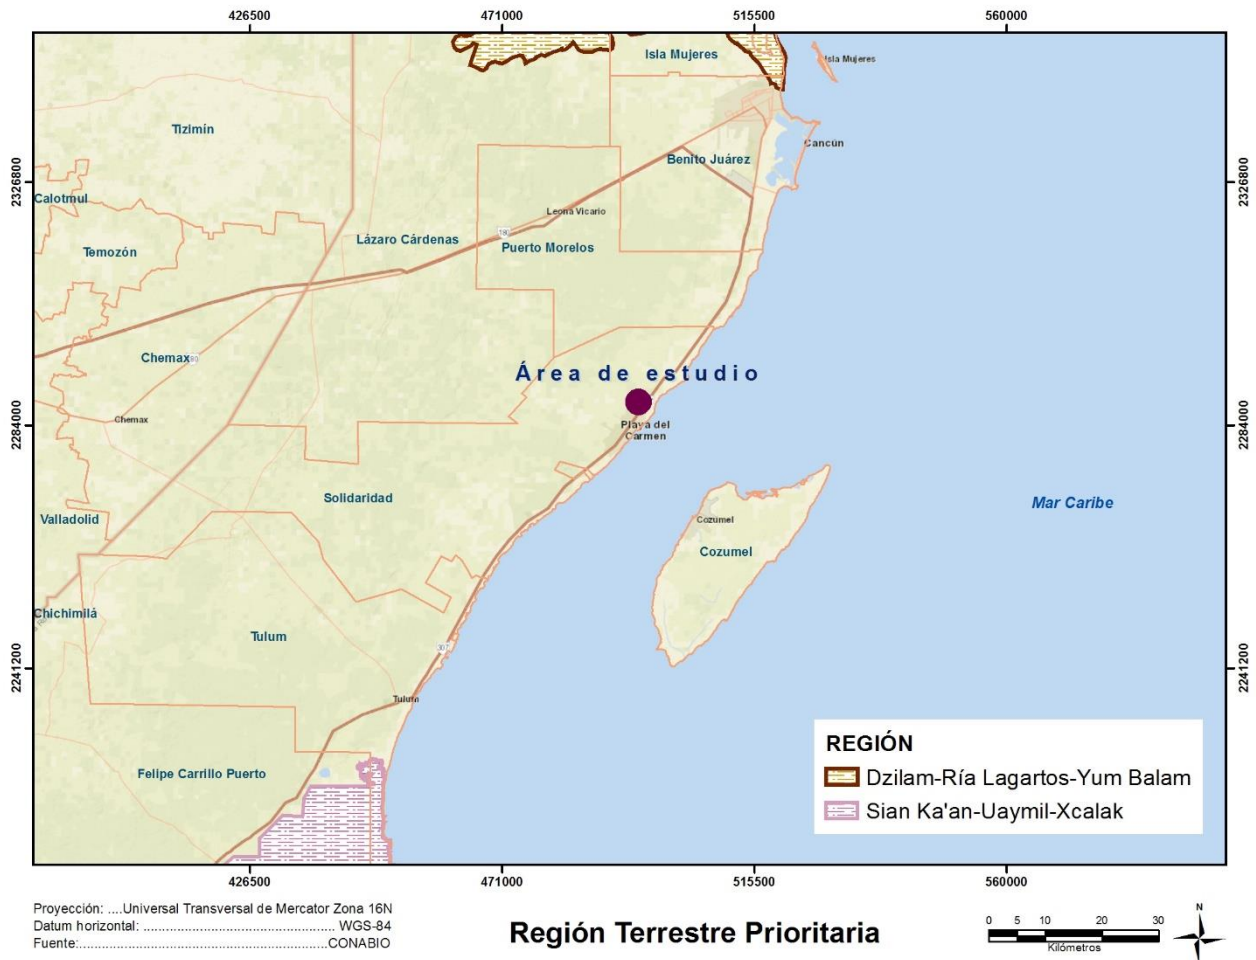 426500 471000 515500 560000
Isla Mujeres
Isla Mujeres
Tizimín
Cancún
Benito Juárez
2326800 2326800
Calotmul
Leona Vicario
180
Lázaro Cárdenas
Puerto Morelos
Temozón
Chemax
Área de estudio
Chemax
Playa del
Carmen
2284000 2284000
Solidaridad
Mar Caribe
Valladolid
Cozumel
Cozumel
Chichimilá
Tulum
307
2241200 2241200
Tulum
Felipe Carrillo Puerto
REGIÓN
Dzilam-Ría Lagartos-Yum Balam
Sian Ka'an-Uaymil-Xcalak
426500 471000 515500 560000
Proyección: ....Universal Transversal de Mercator Zona 16N
Datum horizontal: ..................................................... WGS-84
Fuente:......................................................................CONABIO
Región Terrestre Prioritaria
0 5 10 20 30
Kilómetros
N